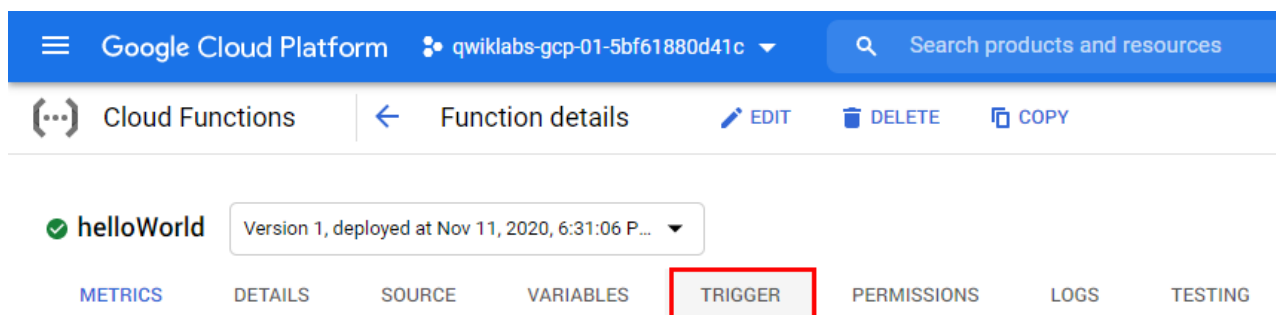 Google Cloud Platform qwiklabs-gcp-01-5bf61880d41c Search products and resources
Cloud Functions Function details EDIT DELETE COPY
helloWorld Version 1, deployed at Nov 11, 2020, 6:31:06 P...
METRICS DETAILS SOURCE VARIABLES TRIGGER PERMISSIONS LOGS TESTING